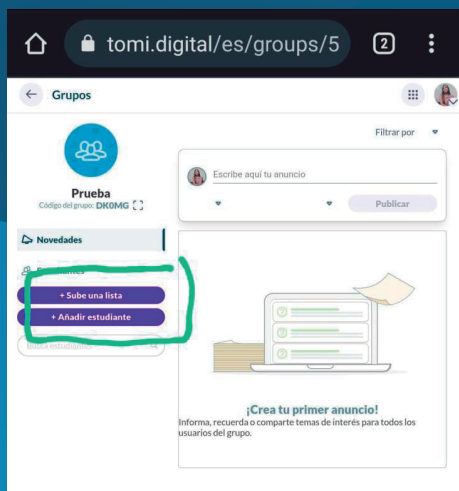 tomi.digital/es/groups/5
2
Grupos
Filtrar por
Escribe aquí tu anuncio
Publicar
Prueba
Código del grupo: DK0MG
Novedades
+ Sube una lista
+ Añadir estudiante
¡Crea tu primer anuncio!
Informa, recuerda o comparte temas de interés para todos los
usuarios del grupo.